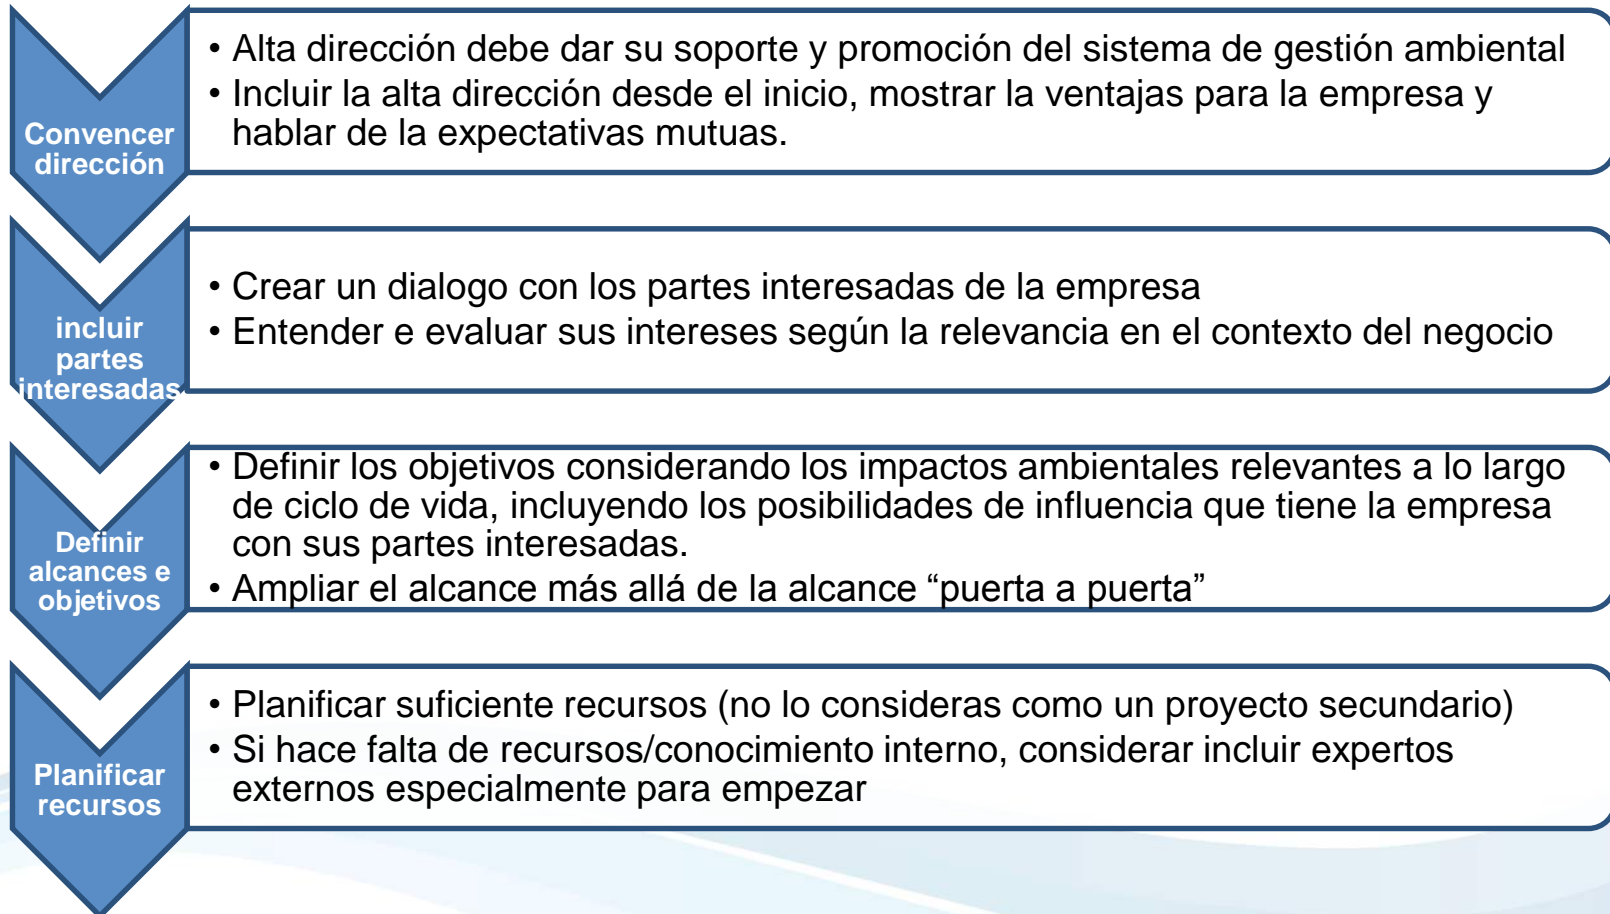 Convencer
dirección
• Alta dirección debe dar su soporte y promoción del sistema de gestión ambiental
• Incluir la alta dirección desde el inicio, mostrar la ventajas para la empresa y
hablar de la expectativas mutuas.
incluir
partes
interesadas
• Crear un dialogo con los partes interesadas de la empresa
• Entender e evaluar sus intereses según la relevancia en el contexto del negocio
Definir
alcances e
objetivos
• Definir los objetivos considerando los impactos ambientales relevantes a lo largo
de ciclo de vida, incluyendo los posibilidades de influencia que tiene la empresa
con sus partes interesadas.
• Ampliar el alcance más allá de la alcance “puerta a puerta”
Planificar
recursos
• Planificar suficiente recursos (no lo consideras como un proyecto secundario)
• Si hace falta de recursos/conocimiento interno, considerar incluir expertos
externos especialmente para empezar